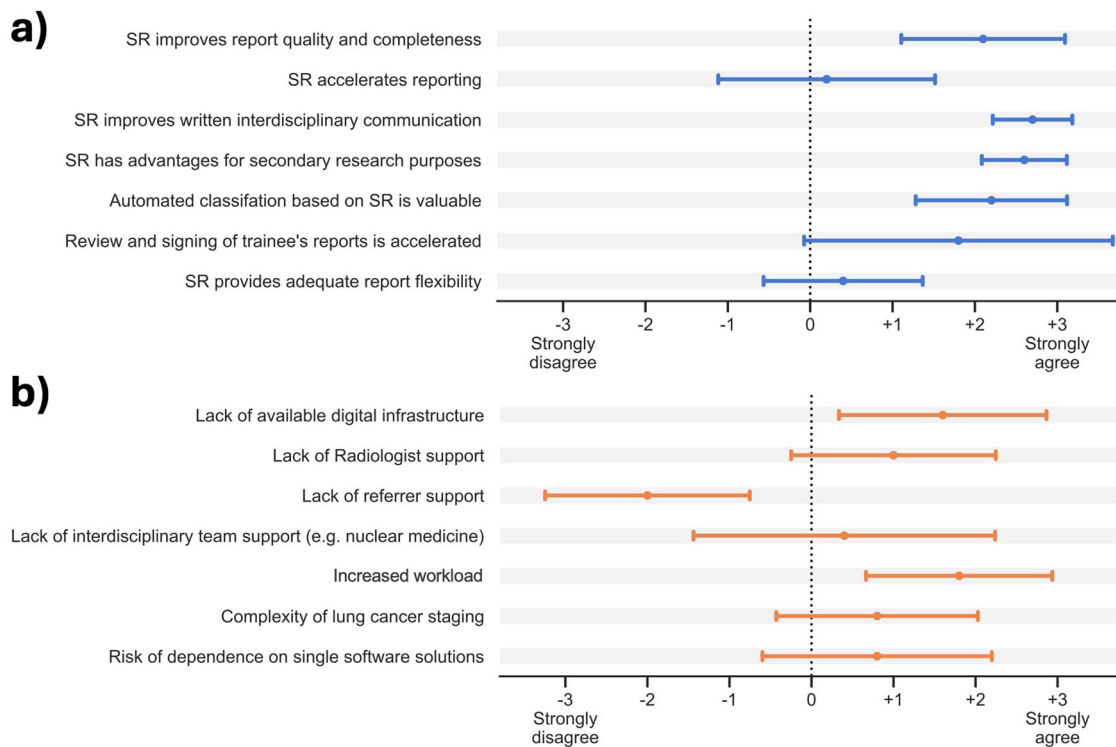 a)
SR improves report quality and completeness
SR accelerates reporting
SR improves written interdisciplinary communication
SR has advantages for secondary research purposes
Automated classifation based on SR is valuable
Review and signing of trainee's reports is accelerated
SR provides adequate report flexibility
-3 -2 -1 0 +1 +2 +3
Strongly disagree
Strongly agree
b)
Lack of available digital infrastructure
Lack of Radiologist support
Lack of referrer support
Lack of interdisciplinary team support (e.g. nuclear medicine)
Increased workload
Complexity of lung cancer staging
Risk of dependence on single software solutions
-3 -2 -1 0 +1 +2 +3
Strongly disagree
Strongly agree